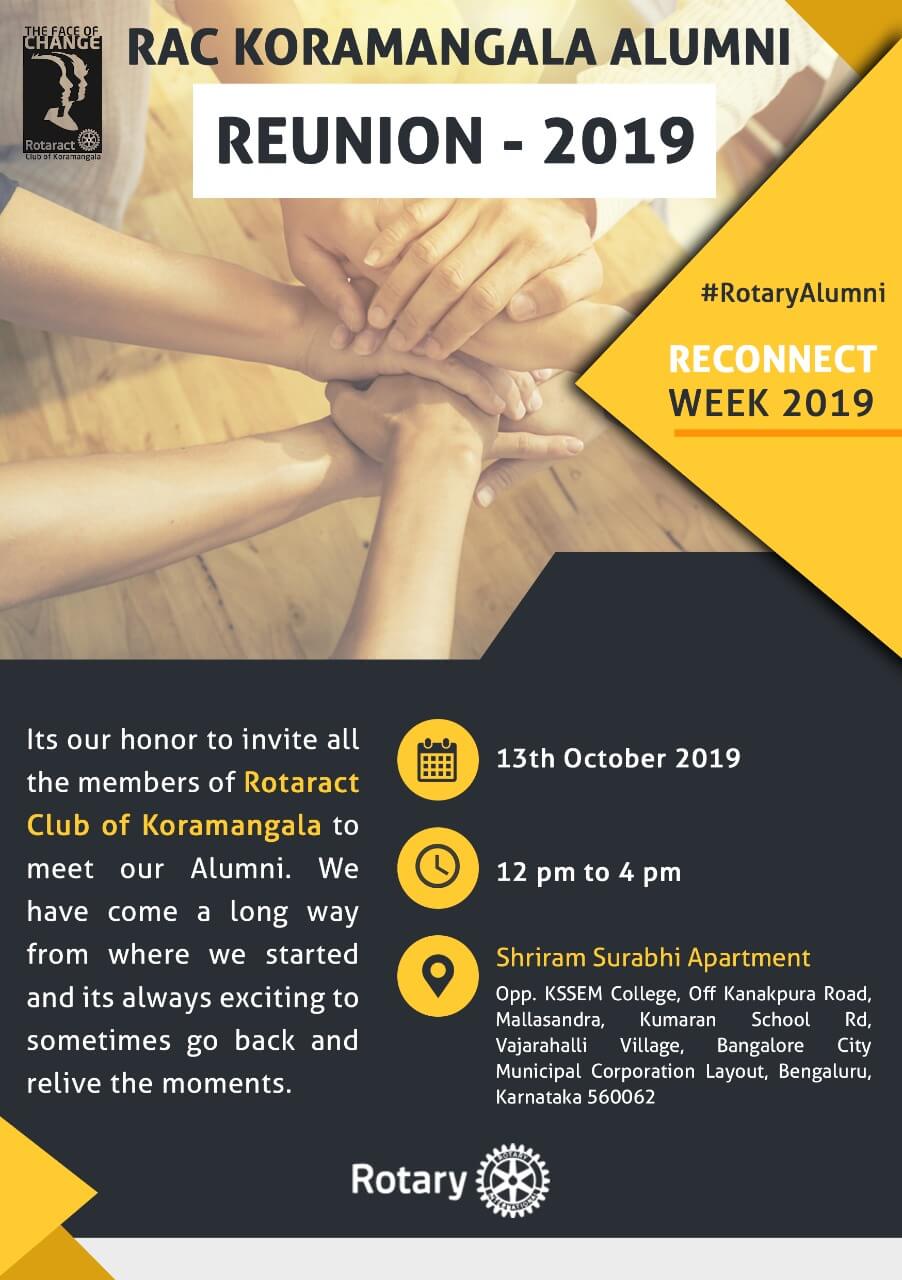 THE FACE OF
CHANGE
Rotaract
Club of Koramangala
RAC KORAMANGALA ALUMNI
REUNION - 2019
#RotaryAlumni
RECONNECT
WEEK 2019
Its our honor to invite all
the members of Rotaract
Club of Koramangala to
meet our Alumni. We
have come a long way
from where we started
and its always exciting to
sometimes go back and
relive the moments.
13th October 2019
12 pm to 4 pm
Shriram Surabhi Apartment
Opp. KSSEM College, Off Kanakpura Road,
Mallasandra, Kumaran School Rd,
Vajarahalli Village, Bangalore City
Municipal Corporation Layout, Bengaluru,
Karnataka 560062
Rotary
ROTARY
INTERNATIONAL